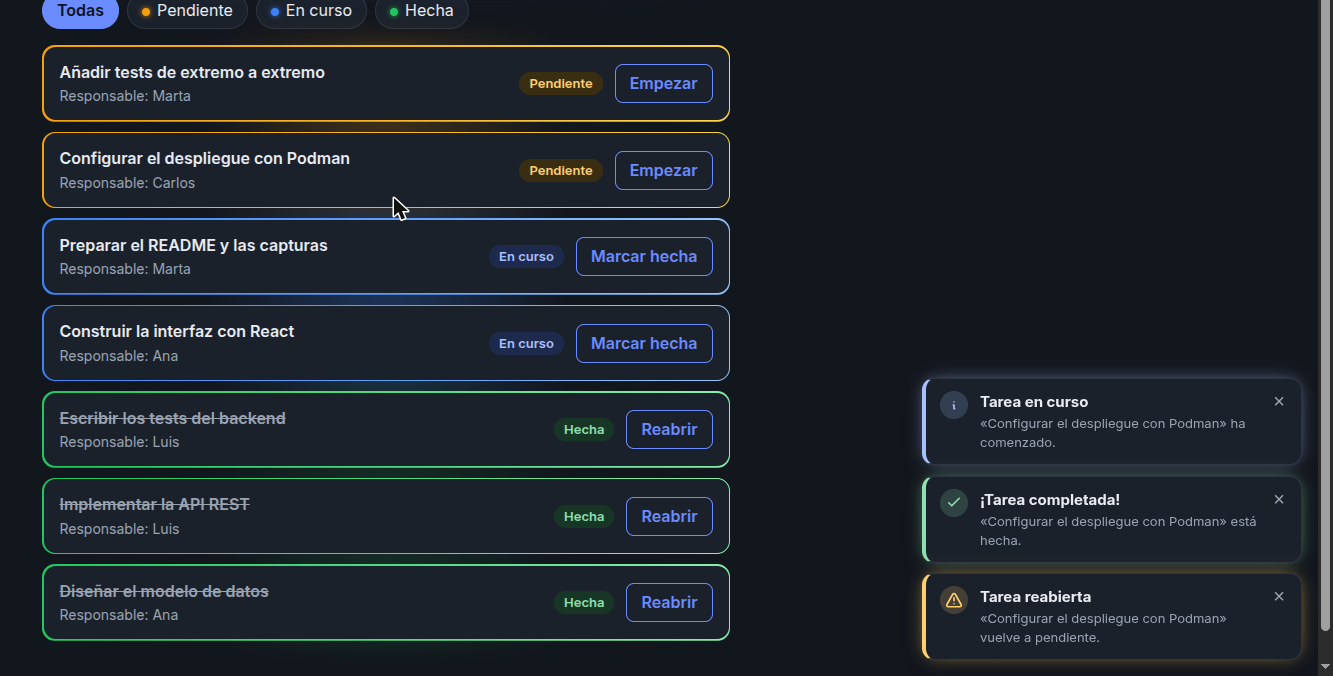 Todas
Pendiente
En curso
Hecha
Añadir tests de extremo a extremo
Responsable: Marta
Pendiente
Empezar
Configurar el despliegue con Podman
Responsable: Carlos
Pendiente
Empezar
Preparar el README y las capturas
Responsable: Marta
En curso
Marcar hecha
Construir la interfaz con React
Responsable: Ana
En curso
Marcar hecha
Escribir los tests del backend
Responsable: Luis
Hecha
Reabrir
Implementar la API REST
Responsable: Luis
Hecha
Reabrir
Diseñar el modelo de datos
Responsable: Ana
Hecha
Reabrir
Tarea en curso
«Configurar el despliegue con Podman» ha
comenzado.
¡Tarea completada!
«Configurar el despliegue con Podman» está
hecha.
Tarea reabierta
«Configurar el despliegue con Podman»
vuelve a pendiente.